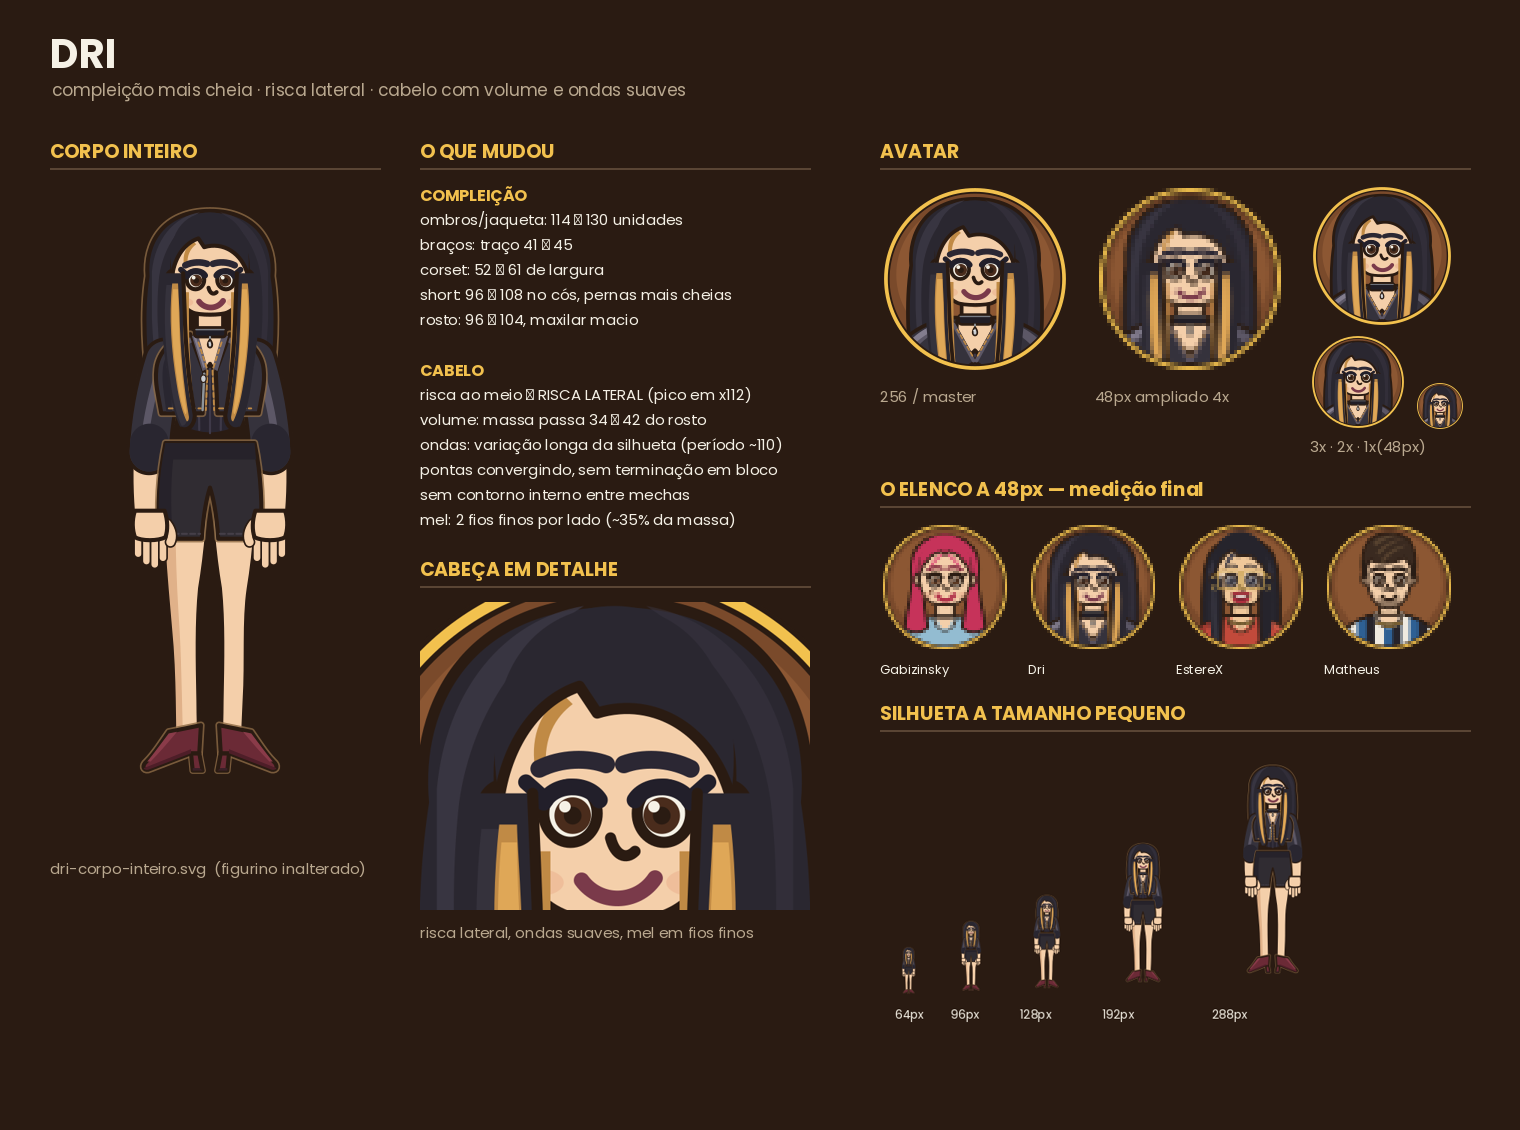 DRI
compleição mais cheia · risca lateral · cabelo com volume e ondas suaves
CORPO INTEIRO
dri-corpo-inteiro.svg (figurino inalterado)
O QUE MUDOU
COMPLEIÇÃO
ombros/jaqueta: 114 □ 130 unidades
braços: traço 41 □ 45
corset: 52 □ 61 de largura
short: 96 □ 108 no cós, pernas mais cheias
rosto: 96 □ 104, maxilar macio
CABELO
risca ao meio □ RISCA LATERAL (pico em x112)
volume: massa passa 34 □ 42 do rosto
ondas: variação longa da silhueta (período ~110)
pontas convergindo, sem terminação em bloco
sem contorno interno entre mechas
mel: 2 fios finos por lado (~35% da massa)
CABEÇA EM DETALHE
risca lateral, ondas suaves, mel em fios finos
AVATAR
256 / master
48px ampliado 4x
3x · 2x · 1x(48px)
O ELENCO A 48px — medição final
Gabizinsky
Dri
EstereX
Matheus
SILHUETA A TAMANHO PEQUENO
64px
96px
128px
192px
288px